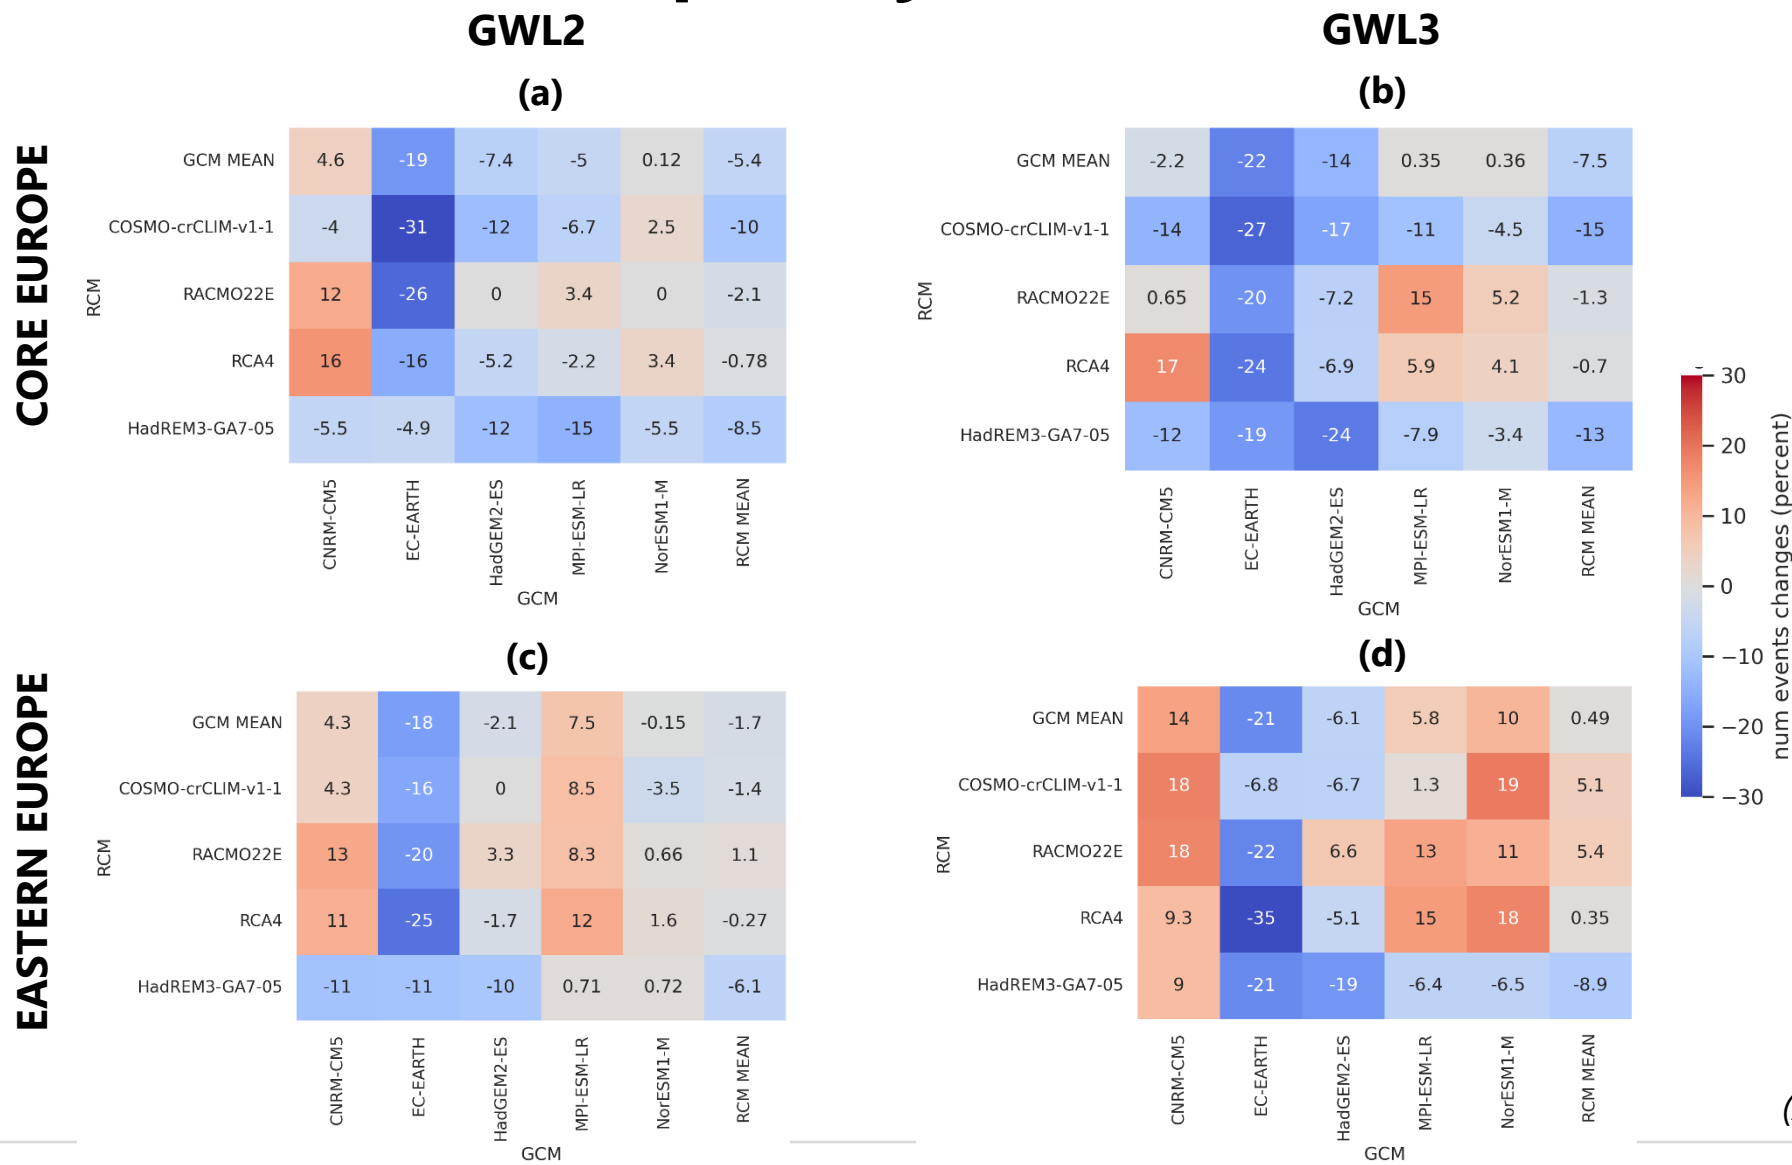 GWL2
GWL3
(a)
(b)
CORE EUROPE
RCM
GCM MEAN 4.6 -19 -7.4 -5 0.12 -5.4
COSMO-crCLIM-v1-1 -4 -31 -12 -6.7 2.5 -10
RACMO22E 12 -26 0 3.4 0 -2.1
RCA4 16 -16 -5.2 -2.2 3.4 -0.78
HadREM3-GA7-05 -5.5 -4.9 -12 -15 -5.5 -8.5
CNRM-CM5 EC-EARTH HadGEM2-ES MPI-ESM-LR NorESM1-M RCM MEAN
GCM
RCM
GCM MEAN -2.2 -22 -14 0.35 0.36 -7.5
COSMO-crCLIM-v1-1 -14 -27 -17 -11 -4.5 -15
RACMO22E 0.65 -20 -7.2 15 5.2 -1.3
RCA4 17 -24 -6.9 5.9 4.1 -0.7
HadREM3-GA7-05 -12 -19 -24 -7.9 -3.4 -13
CNRM-CM5 EC-EARTH HadGEM2-ES MPI-ESM-LR NorESM1-M RCM MEAN
GCM
30
20
10
0
−10
−20
−30
num events changes (percent)
(c)
(d)
EASTERN EUROPE
RCM
GCM MEAN 4.3 -18 -2.1 7.5 -0.15 -1.7
COSMO-crCLIM-v1-1 4.3 -16 0 8.5 -3.5 -1.4
RACMO22E 13 -20 3.3 8.3 0.66 1.1
RCA4 11 -25 -1.7 12 1.6 -0.27
HadREM3-GA7-05 -11 -11 -10 0.71 0.72 -6.1
CNRM-CM5 EC-EARTH HadGEM2-ES MPI-ESM-LR NorESM1-M RCM MEAN
GCM
RCM
GCM MEAN 14 -21 -6.1 5.8 10 0.49
COSMO-crCLIM-v1-1 18 -6.8 -6.7 1.3 19 5.1
RACMO22E 18 -22 6.6 13 11 5.4
RCA4 9.3 -35 -5.1 15 18 0.35
HadREM3-GA7-05 9 -21 -19 -6.4 -6.5 -8.9
CNRM-CM5 EC-EARTH HadGEM2-ES MPI-ESM-LR NorESM1-M RCM MEAN
GCM